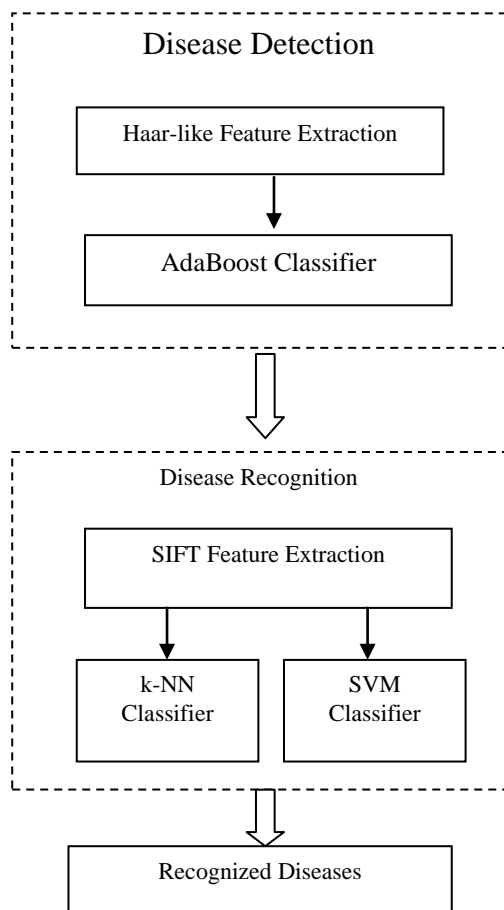 Disease Detection
Haar-like Feature Extraction
AdaBoost Classifier
Disease Recognition
SIFT Feature Extraction
k-NN
Classifier
SVM
Classifier
Recognized Diseases